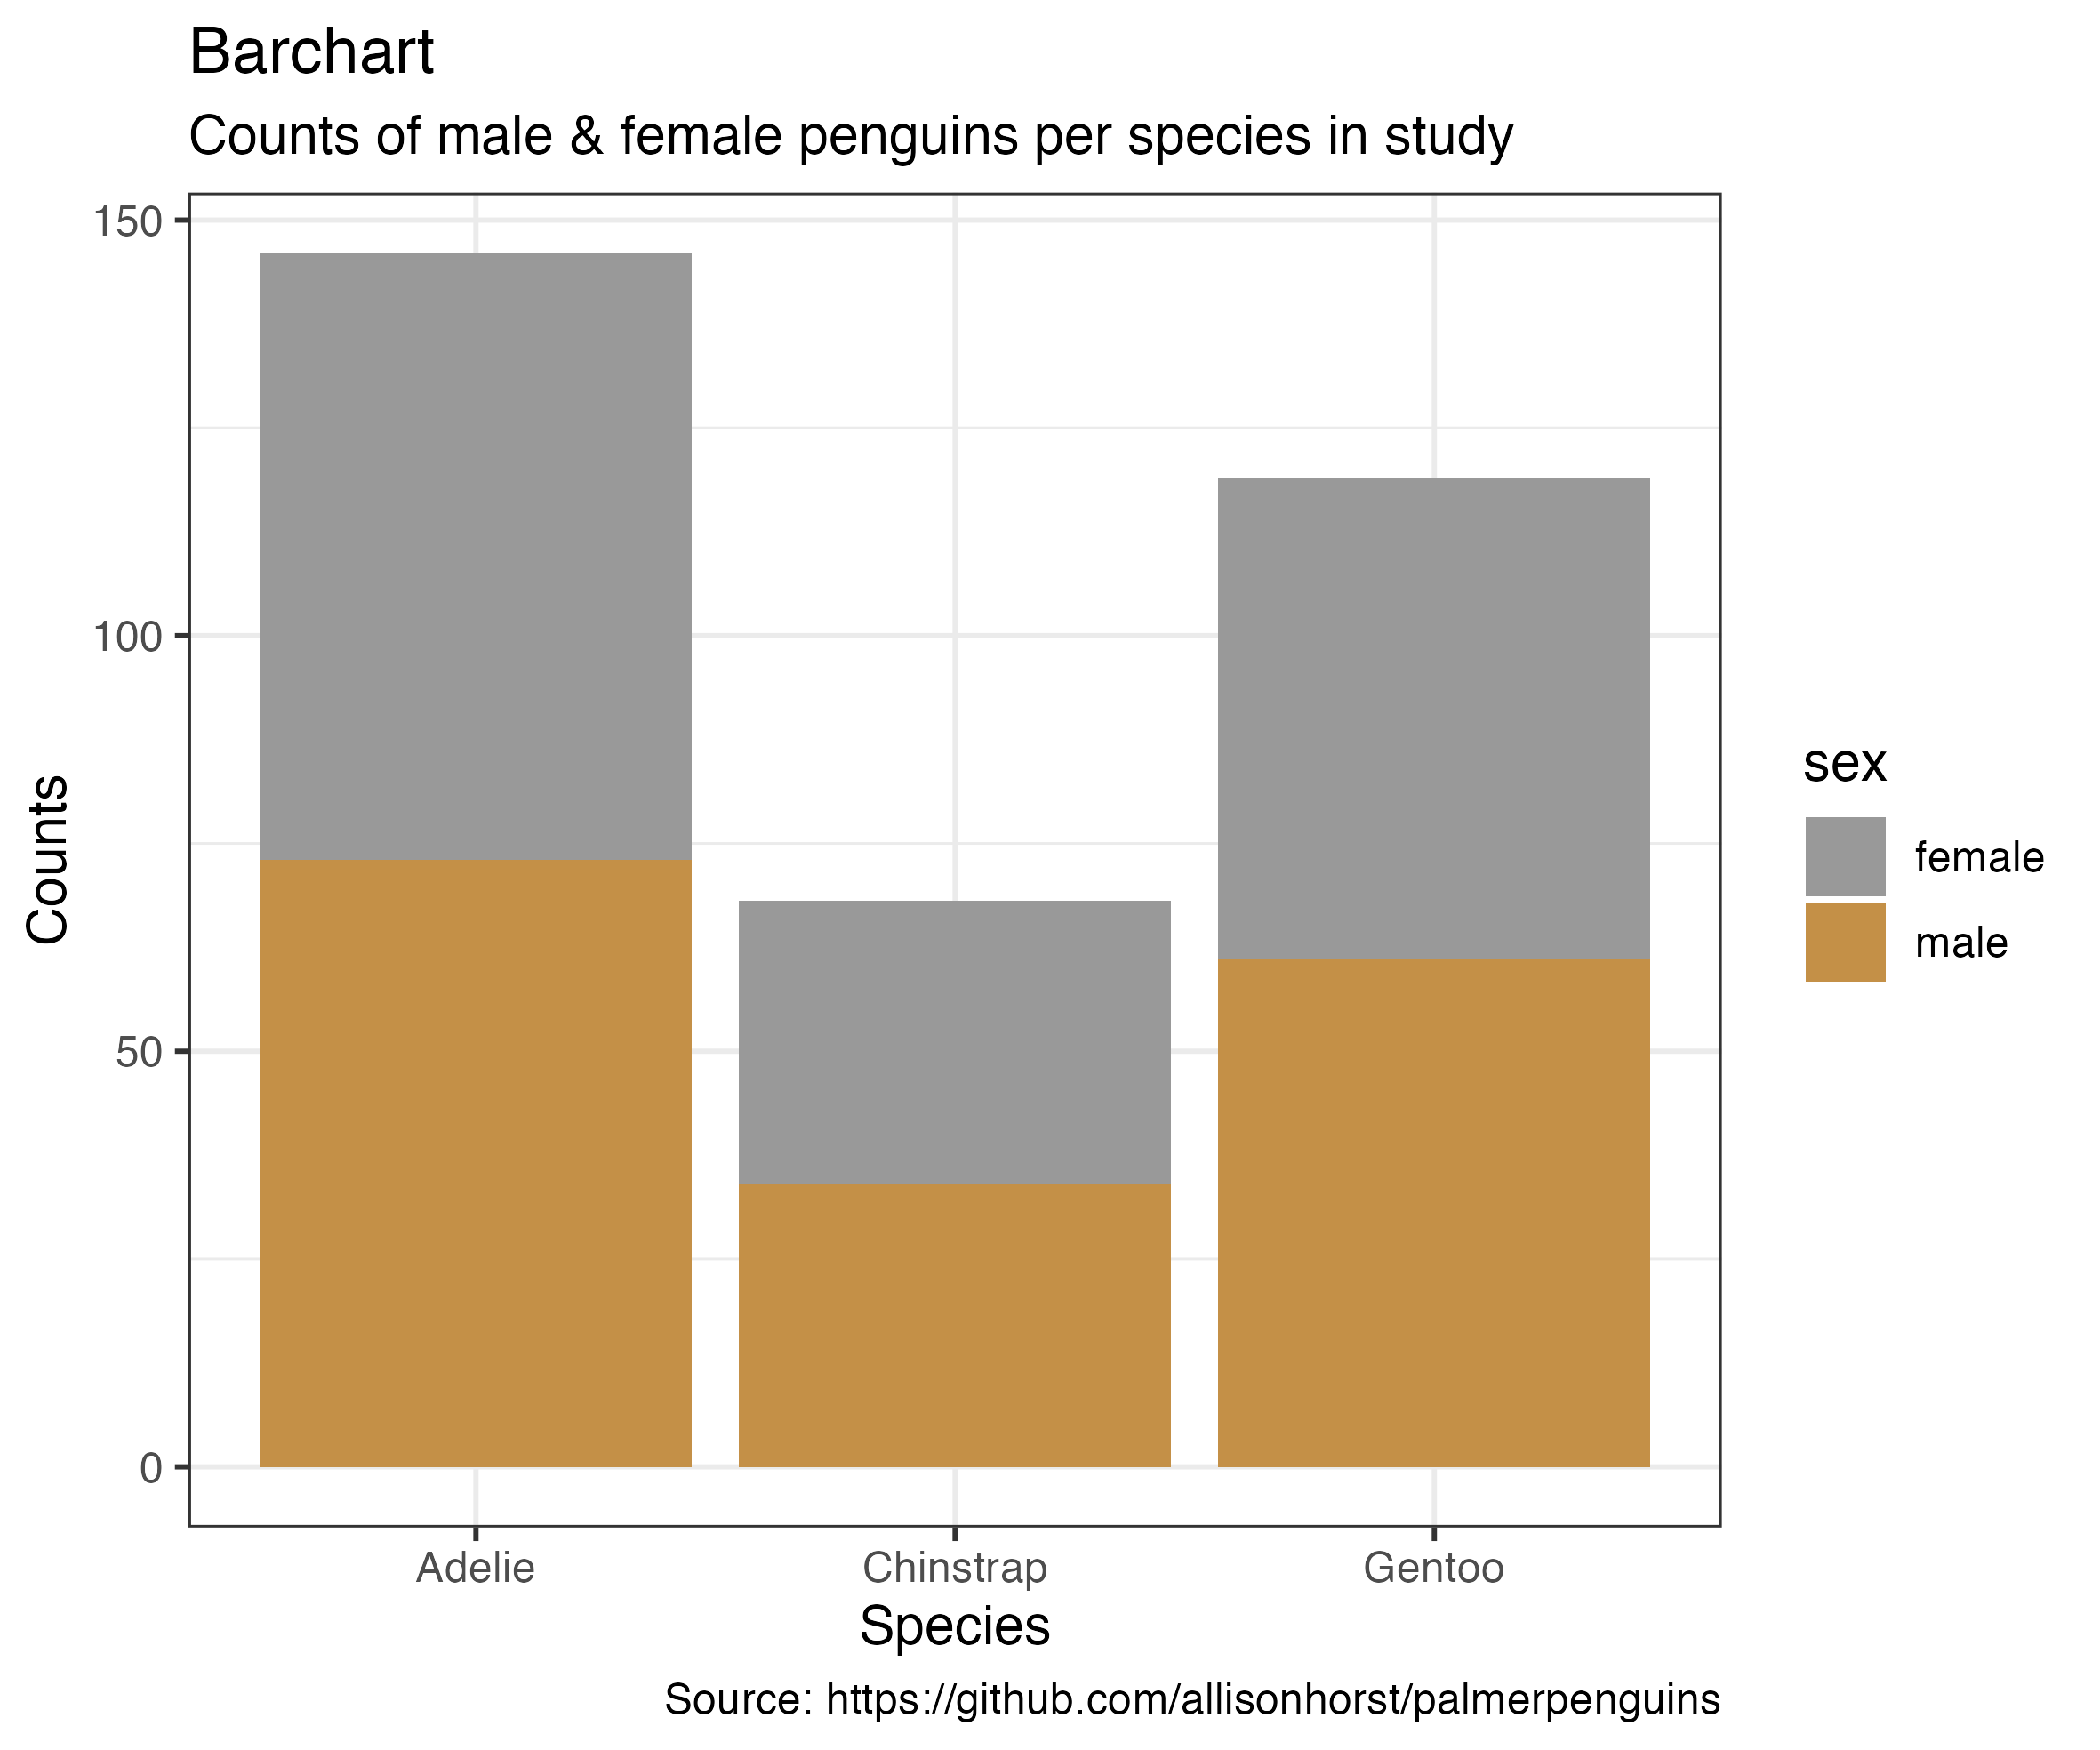 Barchart
Counts of male & female penguins per species in study
150
100
50
0
Counts
Adelie Chinstrap Gentoo
Species
sex
female
male
Source: https://github.com/allisonhorst/palmerpenguins